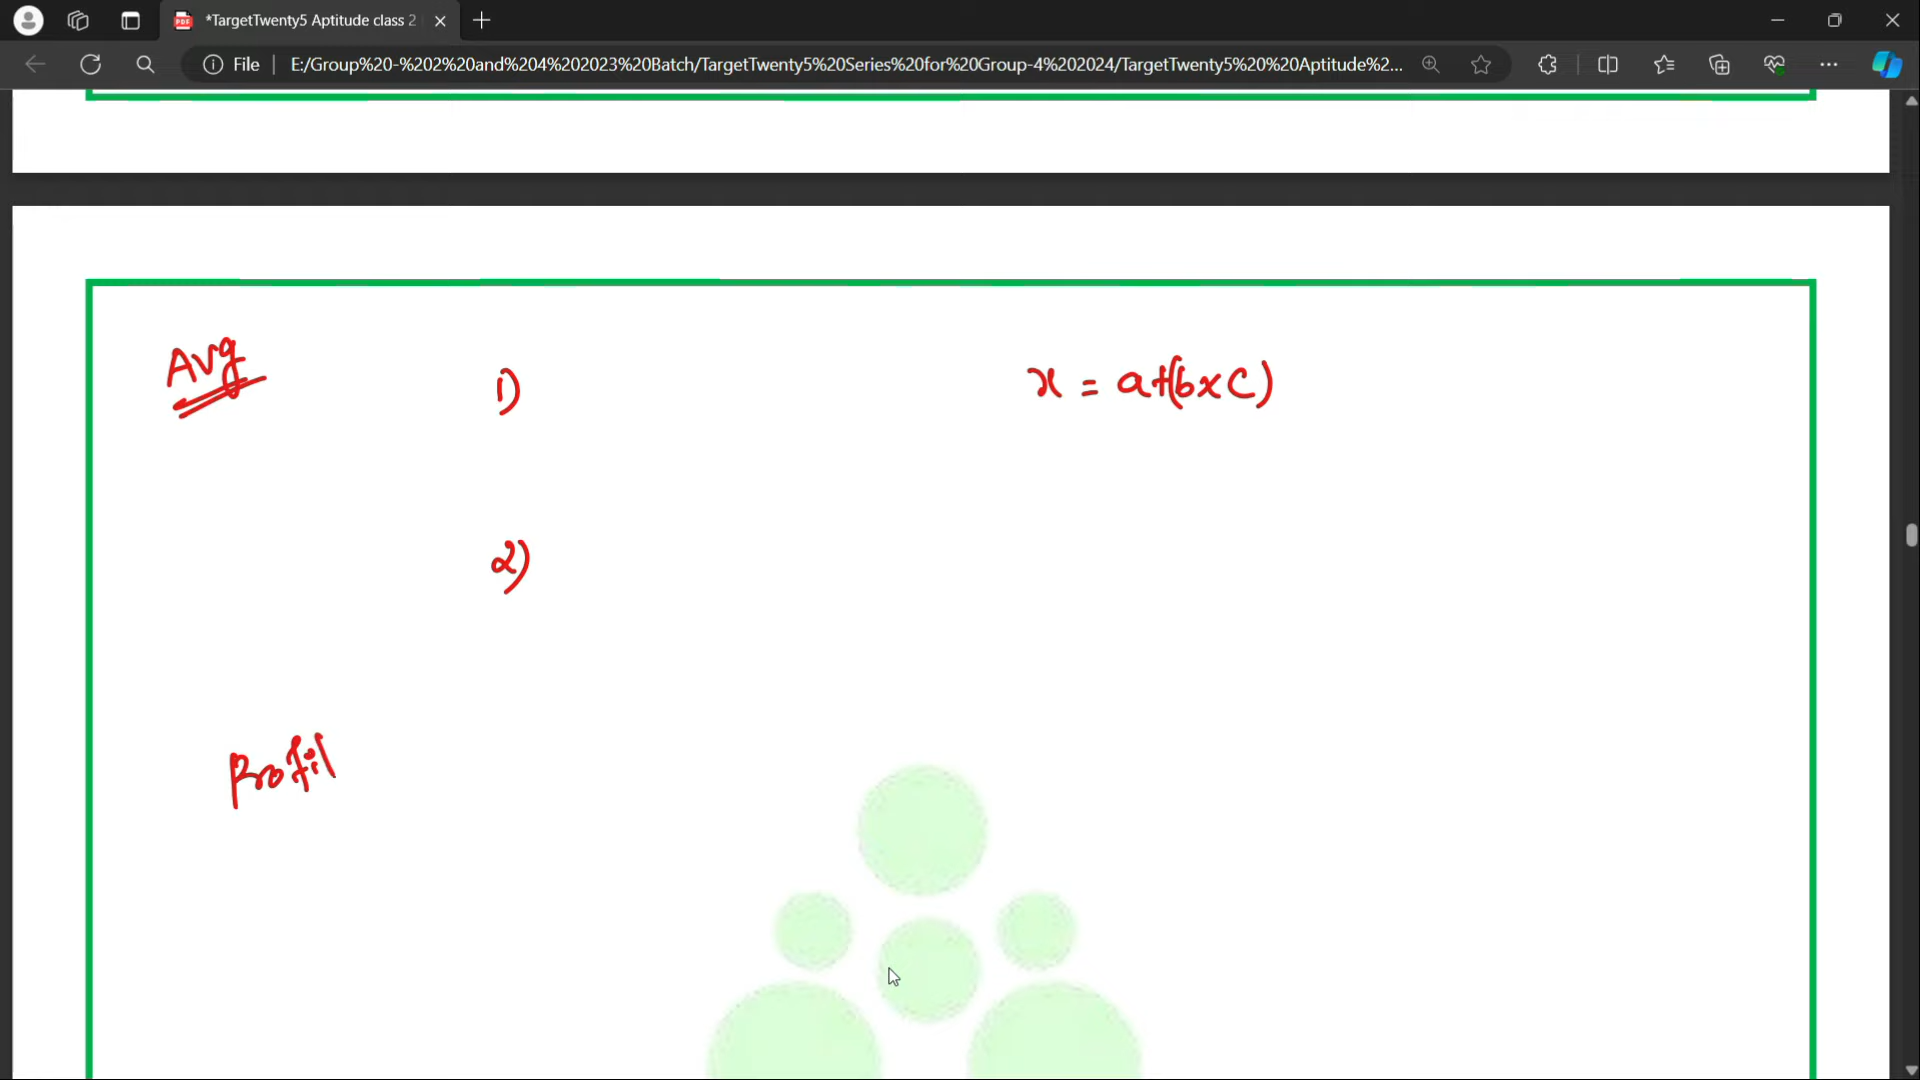 *TargetTwenty5 Aptitude class 2
File
E:/Group%20-%202%20and%204%202023%20Batch/TargetTwenty5%20Series%20for%20Group-4%202024/TargetTwenty5%20%20Aptitude%2...
Avg
1)
x = a+(b×c)
2)
Profit